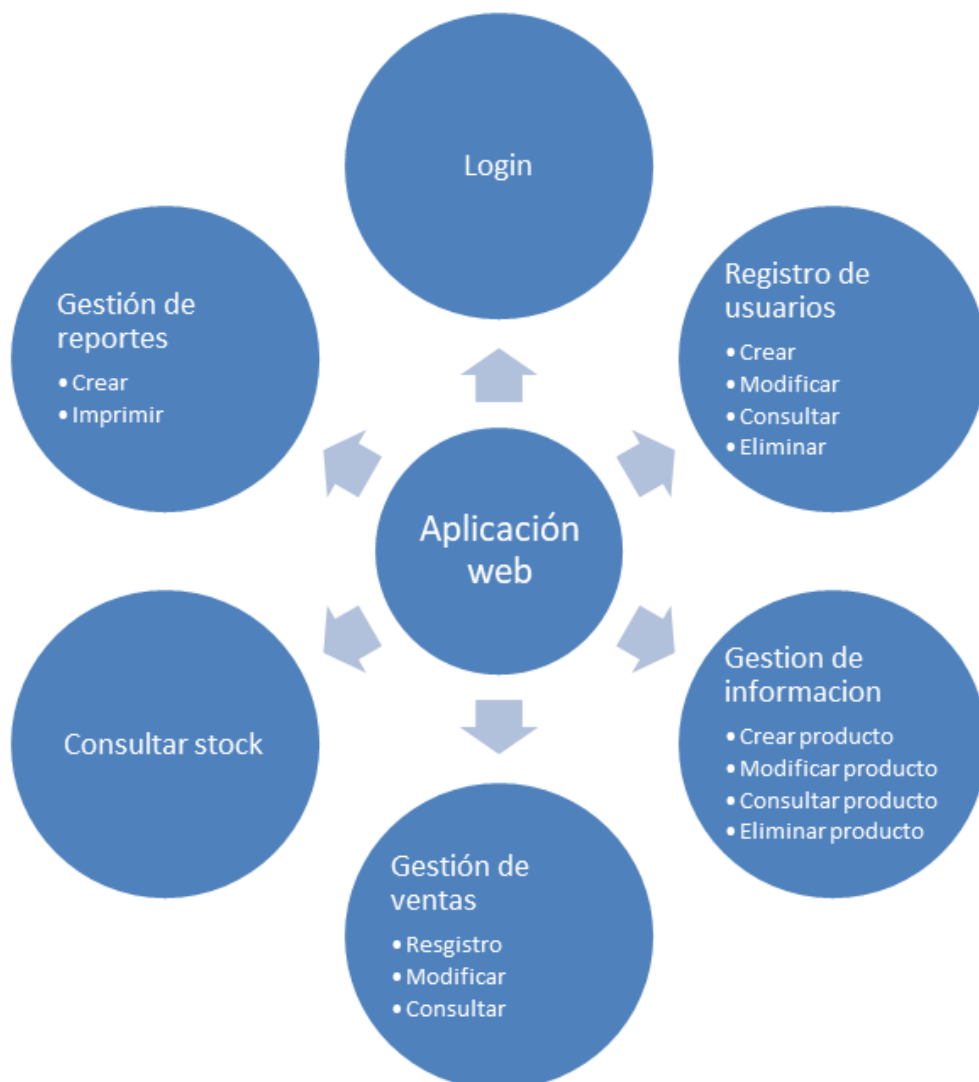 Login
Registro de
usuarios
• Crear
• Modificar
• Consultar
• Eliminar
Gestion de
informacion
• Crear producto
• Modificar producto
• Consultar producto
• Eliminar producto
Gestión de
ventas
• Resgistro
• Modificar
• Consultar
Consultar stock
Gestión de
reportes
• Crear
• Imprimir
Aplicación
web